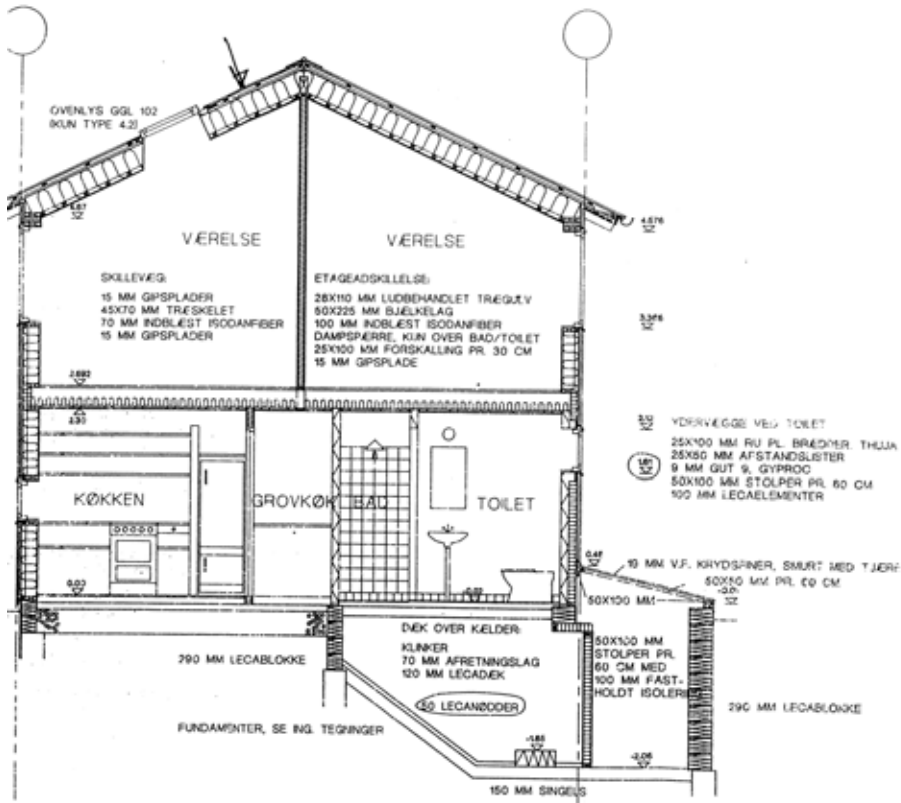 OVENLYS GGL 102
(KUN TYPE 4.2)
4.576
VÆRELSE
VÆRELSE
SKILLEVÆG:
15 MM GIPSPLADER
45X70 MM TRÆSKELET
70 MM INDBLÆST ISODANFIBER
15 MM GIPSPLADER
ETAGEADSKILLELSE:
28X110 MM LUDBEHANDLET TRÆGULV
50X225 MM BJÆLKELAG
100 MM INDBLÆST ISODANFIBER
DAMPSPÆRRE, KUN OVER BAD/TOILET
25X100 MM FORSKALLING PR. 30 CM
15 MM GIPSPLADE
YDERVÆGGE VED TOILET
25X100 MM RU PL. BRÆDDER, THUJA
25X50 MM AFSTANDSLISTER
9 MM GUT 9, GYPROC
50X100 MM STOLPER PR. 60 CM
100 MM LECAELEMENTER
KØKKEN
GROVKØK
BAD
TOILET
0.00
19 MM V.F. KRYDSFINER, SMURT MED TJÆRE
50X50 MM PR. 60 CM
50X100 MM
DÆK OVER KÆLDER:
KLINKER
70 MM AFRETNINGSLAG
120 MM LECADÆK
50 LECANØDDER
50X100 MM
STOLPER PR.
60 CM MED
100 MM FAST-
HOLDT ISOLERING
290 MM LECABLOKKE
290 MM LECABLOKKE
FUNDAMENTER, SE ING. TEGNINGER
150 MM SINGELS